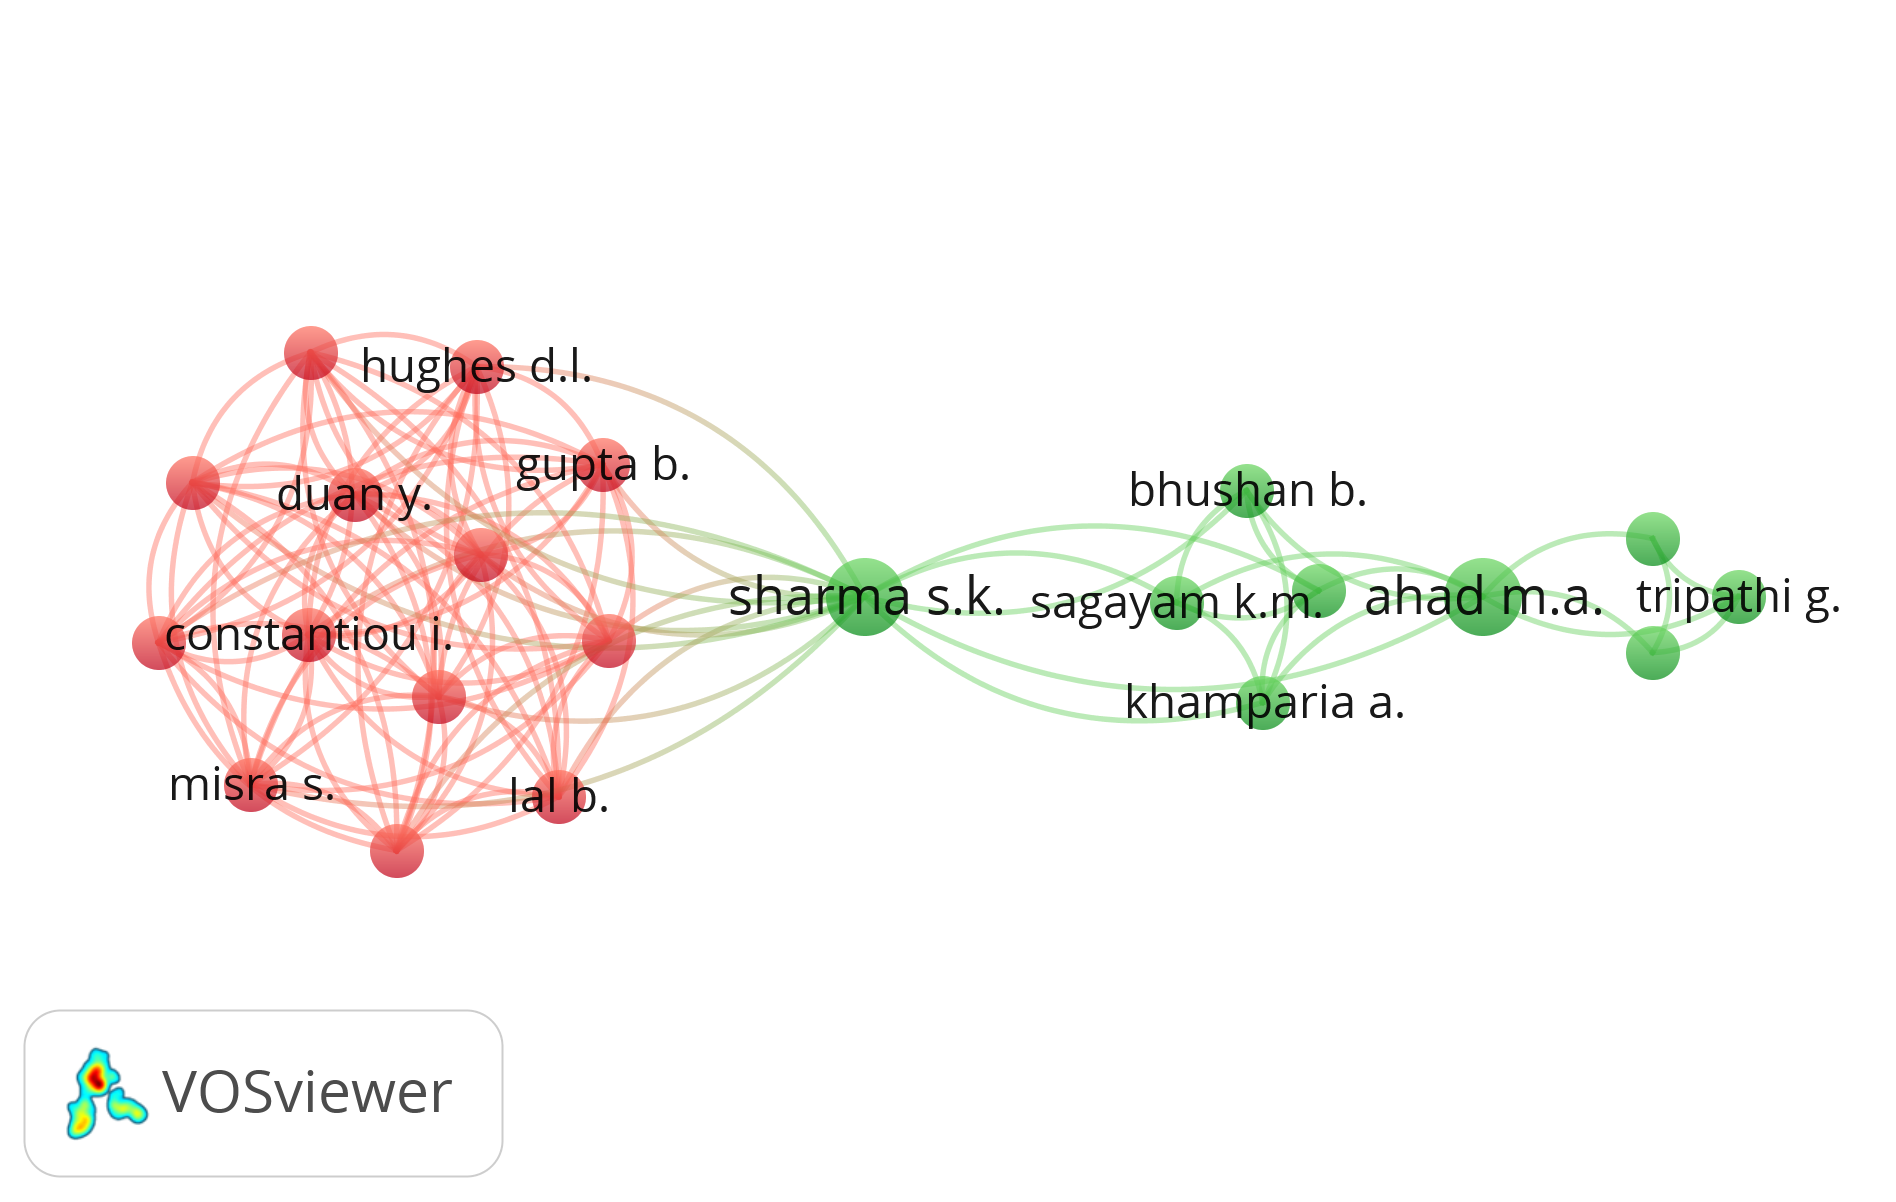 hughes d.l.
gupta b.
duan y.
bhushan b.
sharma s.k.
sagayam k.m.
ahad m.a.
tripathi g.
constantiou i.
khamparia a.
misra s.
lal b.
VOSviewer